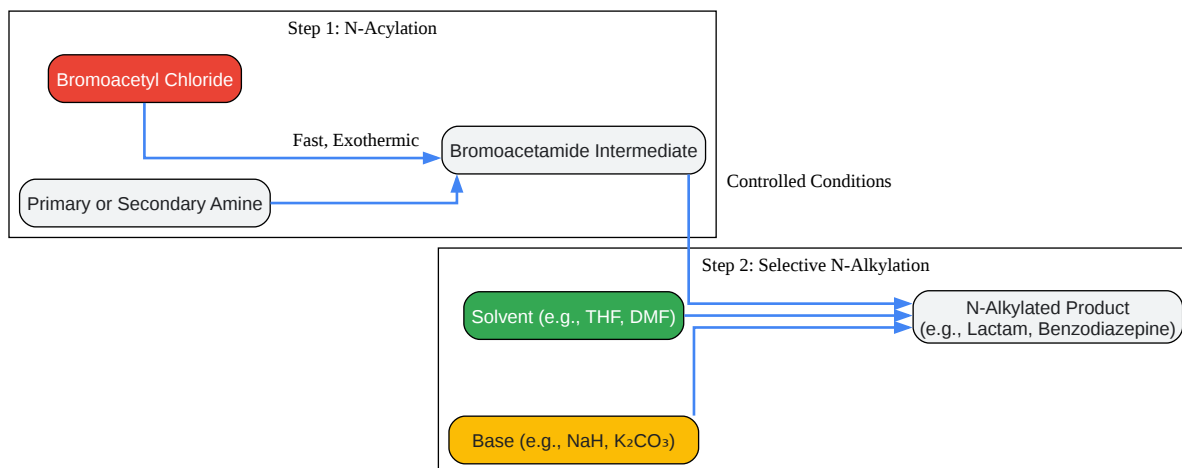 Step 1: N-Acylation
Bromoacetyl Chloride
Fast, Exothermic
Bromoacetamide Intermediate
Primary or Secondary Amine
Controlled Conditions
Step 2: Selective N-Alkylation
Solvent (e.g., THF, DMF)
N-Alkylated Product
(e.g., Lactam, Benzodiazepine)
Base (e.g., NaH, K₂CO₃)